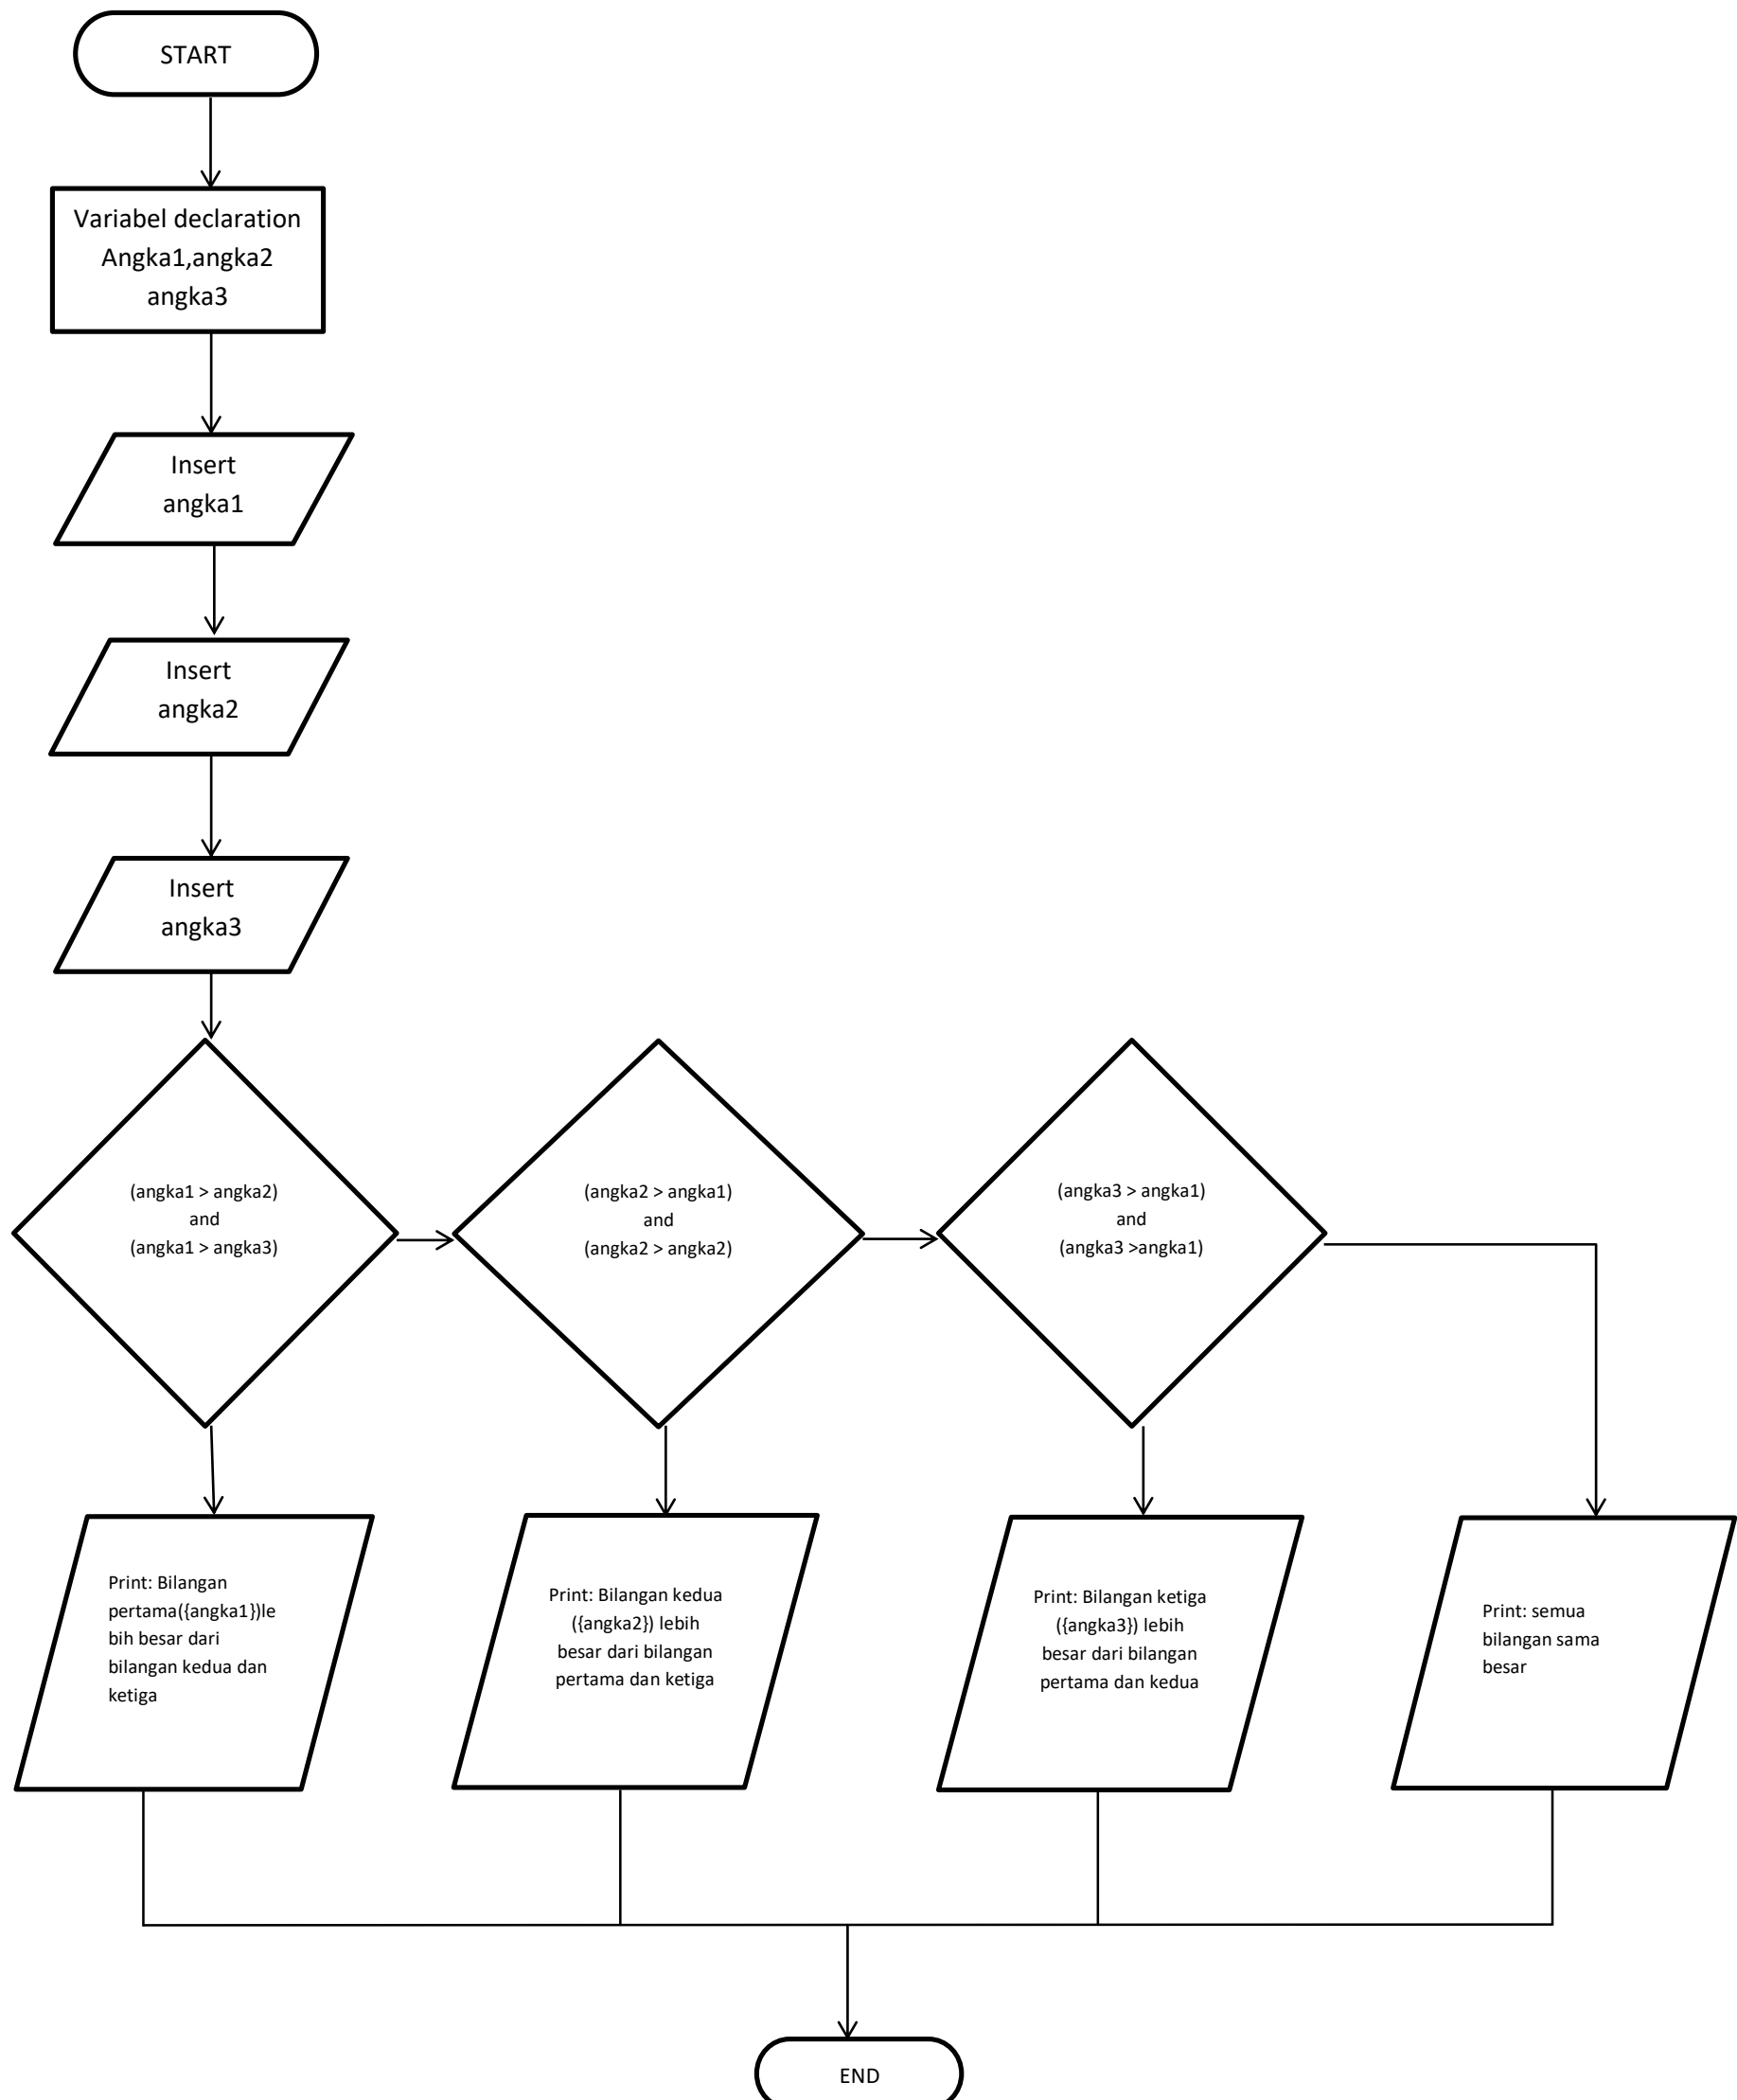 START
Variabel declaration
Angka1,angka2
angka3
Insert
angka1
Insert
angka2
Insert
angka3
(angka1 > angka2)
and
(angka1 > angka3)
(angka2 > angka1)
and
(angka2 > angka2)
(angka3 > angka1)
and
(angka3 >angka1)
Print: Bilangan
pertama({angka1})le
bih besar dari
bilangan kedua dan
ketiga
Print: Bilangan kedua
({angka2}) lebih
besar dari bilangan
pertama dan ketiga
Print: Bilangan ketiga
({angka3}) lebih
besar dari bilangan
pertama dan kedua
Print: semua
bilangan sama
besar
END